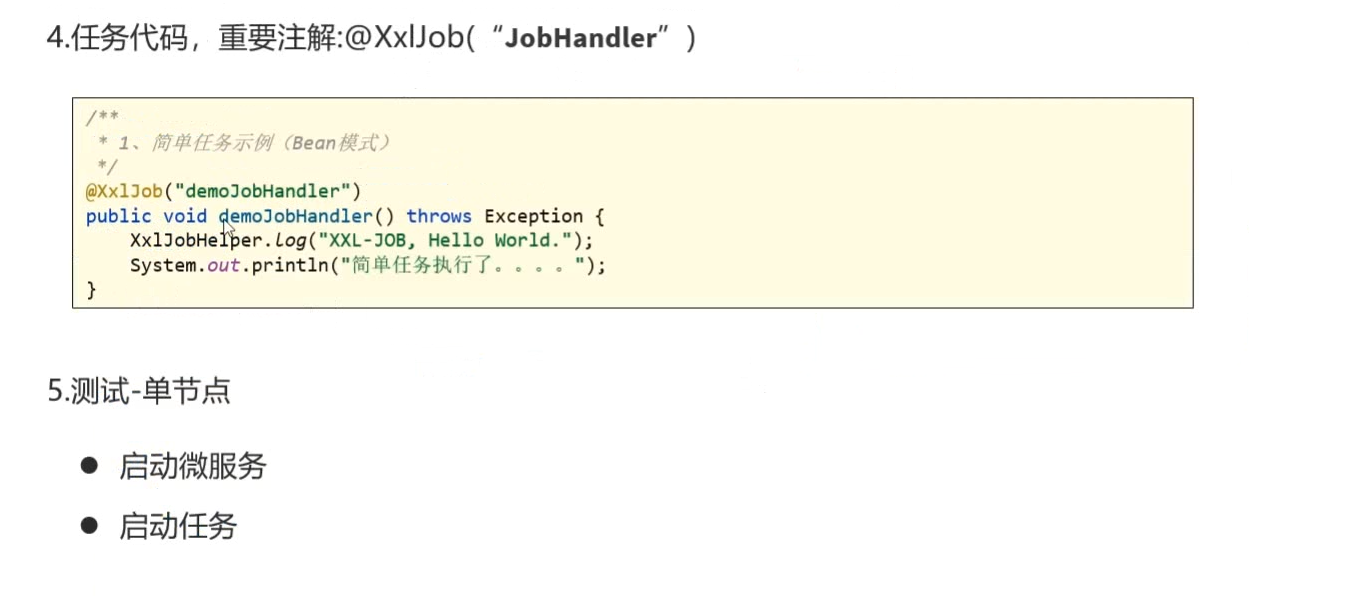 4.任务代码，重要注解:@XxlJob(“JobHandler”)
/**
 * 1、简单任务示例（Bean模式）
 */
@XxlJob("demoJobHandler")
public void demoJobHandler() throws Exception {
    XxlJobHelper.log("XXL-JOB, Hello World.");
    System.out.println("简单任务执行了。。。。");
}
5.测试-单节点
● 启动微服务
● 启动任务